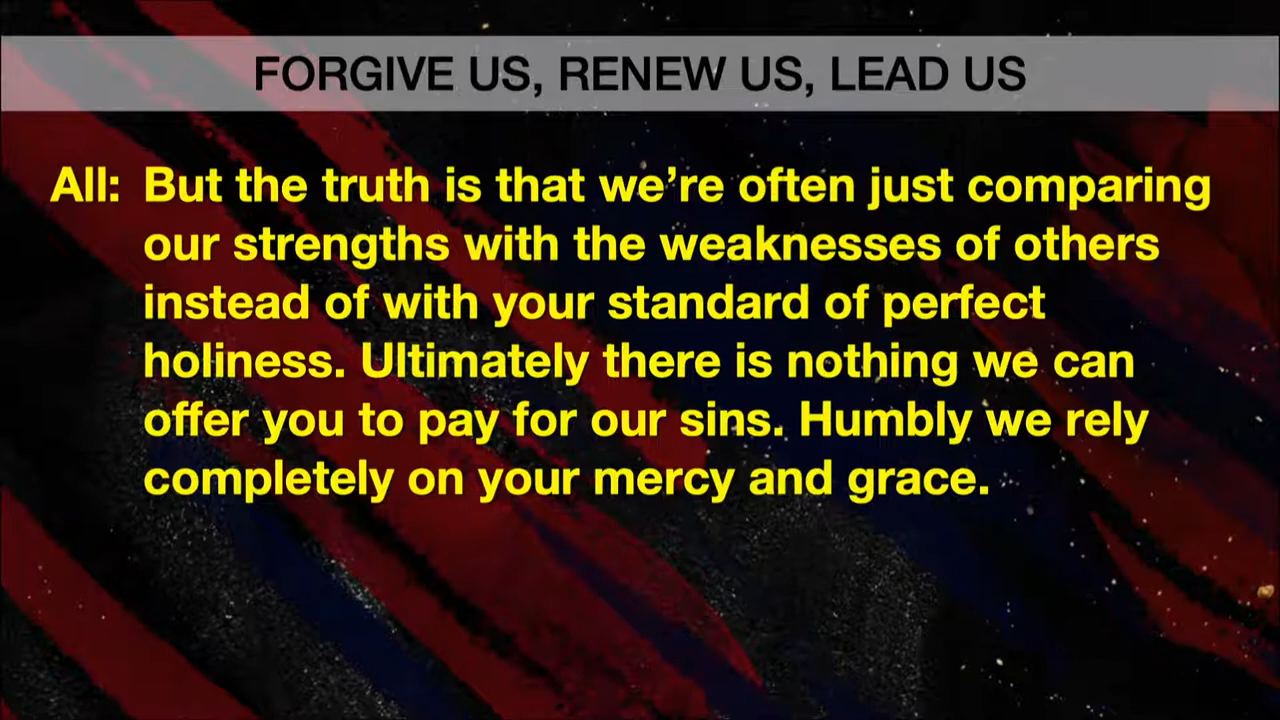 FORGIVE US, RENEW US, LEAD US
All: But the truth is that we’re often just comparing
our strengths with the weaknesses of others
instead of with your standard of perfect
holiness. Ultimately there is nothing we can
offer you to pay for our sins. Humbly we rely
completely on your mercy and grace.